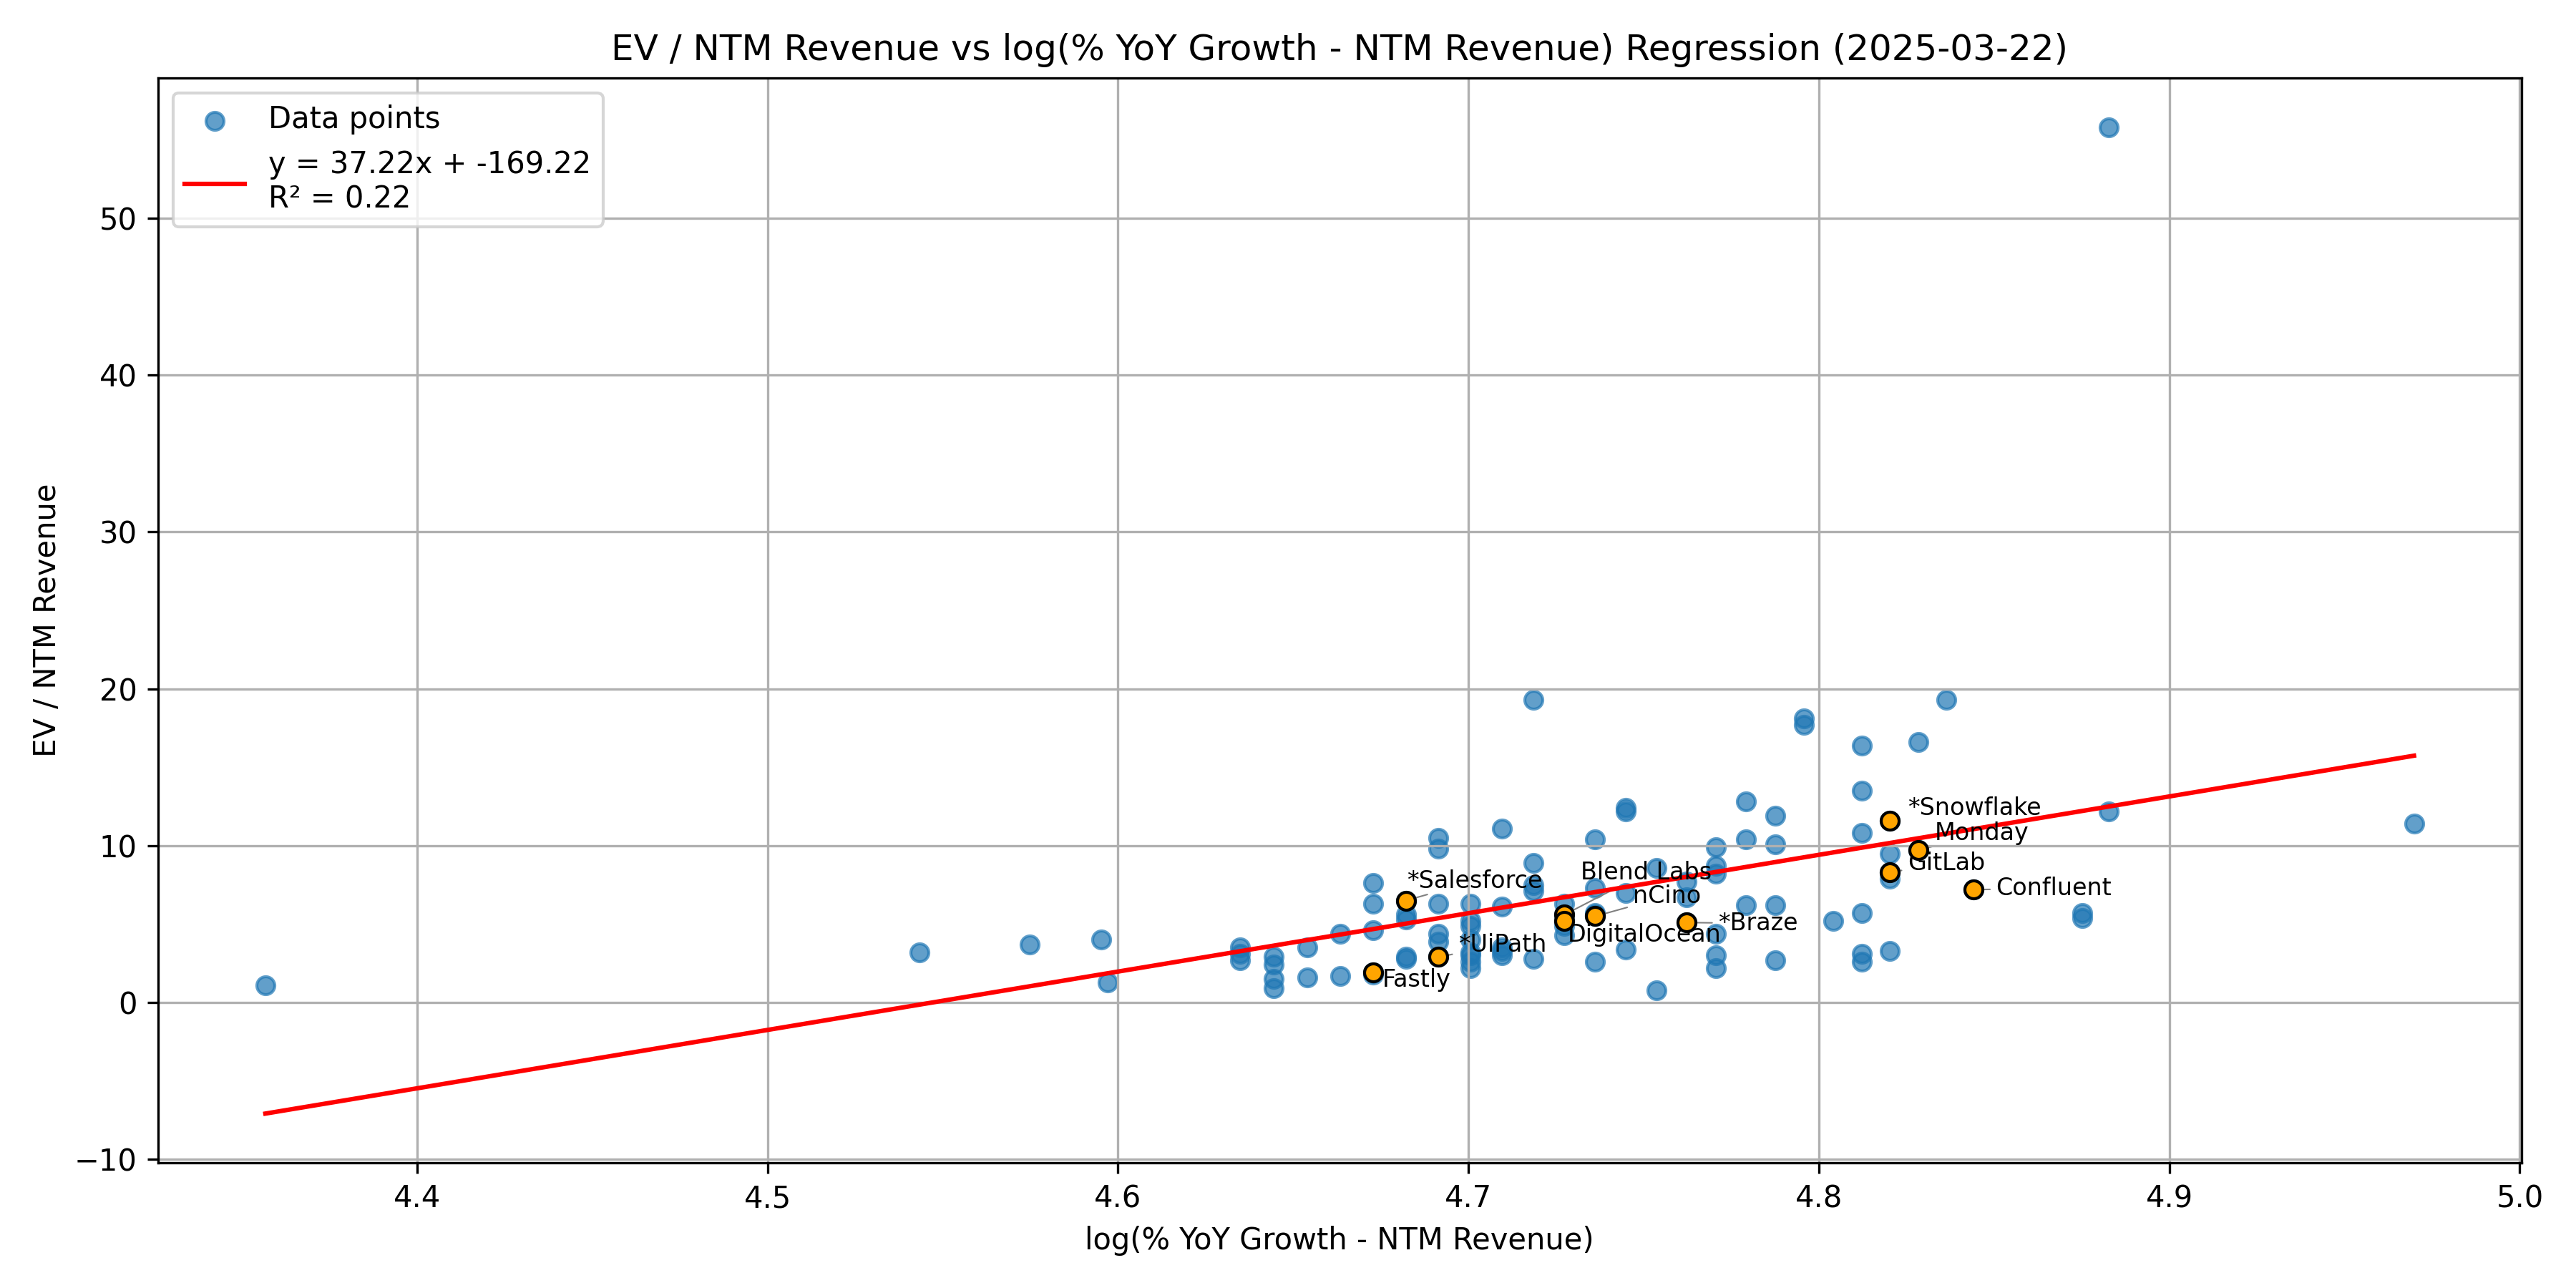 EV / NTM Revenue vs log(% YoY Growth - NTM Revenue) Regression (2025-03-22)
Data points
y = 37.22x + -169.22
R² = 0.22
EV / NTM Revenue
50
40
30
20
10
0
−10
*Snowflake
Monday
GitLab
Confluent
Blend Labs
*Salesforce
nCino
*Braze
DigitalOcean
*UiPath
Fastly
4.4
4.5
4.6
4.7
4.8
4.9
5.0
log(% YoY Growth - NTM Revenue)